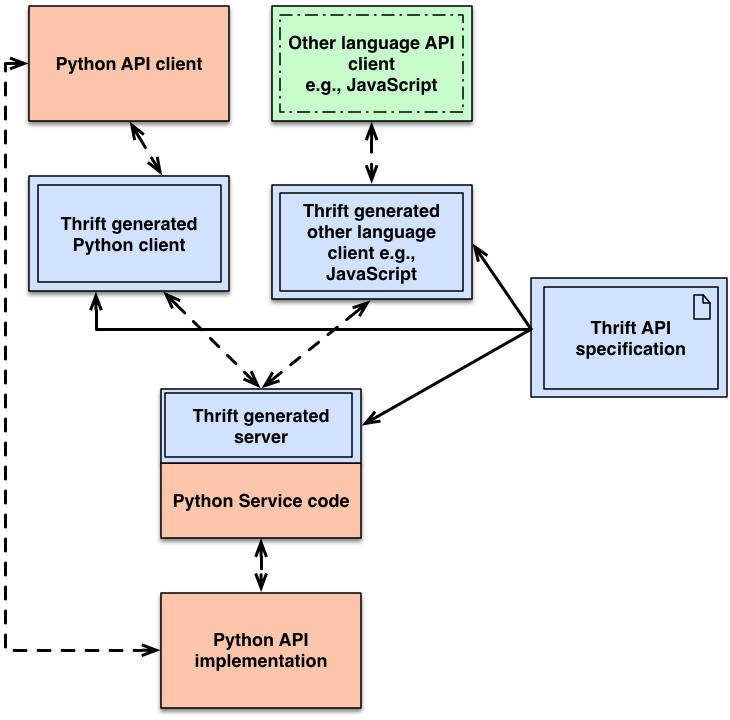 Python API client
Other language API
client
e.g., JavaScript
Thrift generated
Python client
Thrift generated
other language
client e.g.,
JavaScript
Thrift API
specification
Thrift generated
server
Python Service code
Python API
implementation